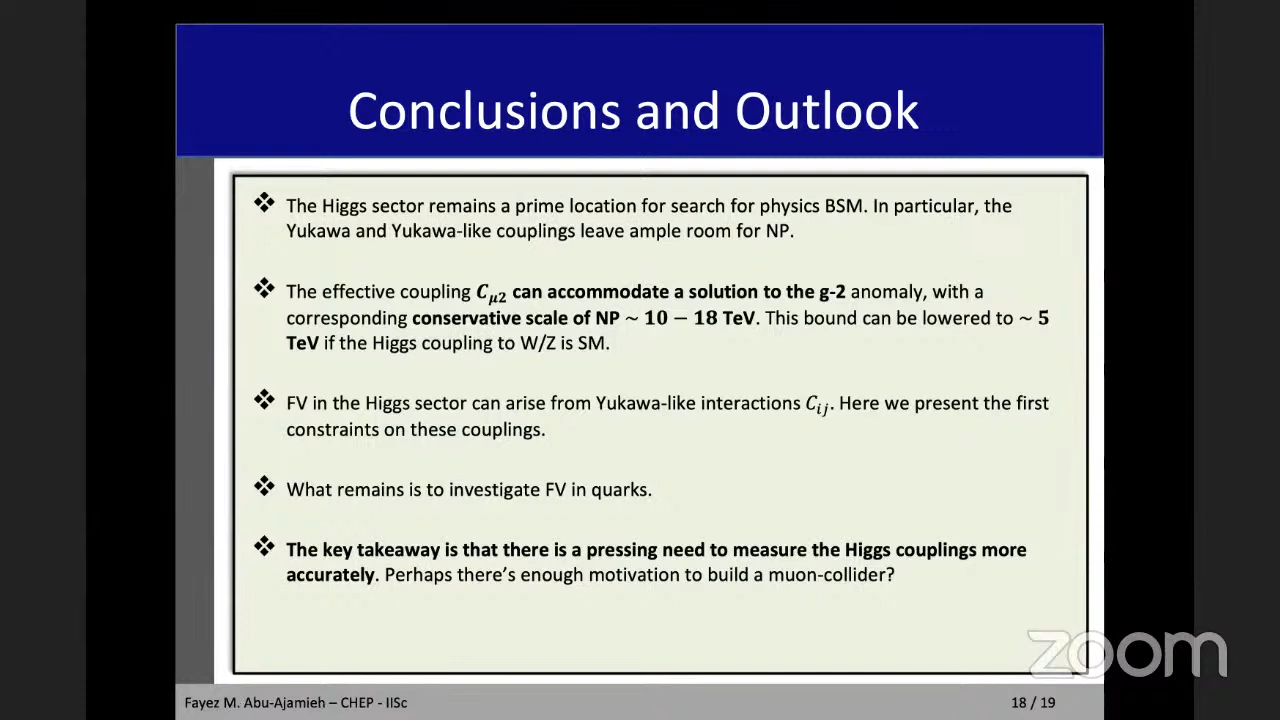 Conclusions and Outlook
❖ The Higgs sector remains a prime location for search for physics BSM. In particular, the
Yukawa and Yukawa-like couplings leave ample room for NP.
❖ The effective coupling C_{μ2} can accommodate a solution to the g-2 anomaly, with a
corresponding conservative scale of NP ~ 10 − 18 TeV. This bound can be lowered to ~ 5
TeV if the Higgs coupling to W/Z is SM.
❖ FV in the Higgs sector can arise from Yukawa-like interactions C_{ij}. Here we present the first
constraints on these couplings.
❖ What remains is to investigate FV in quarks.
❖ The key takeaway is that there is a pressing need to measure the Higgs couplings more
accurately. Perhaps there’s enough motivation to build a muon-collider?
zoom
Fayez M. Abu-Ajamieh – CHEP - IISc
18 / 19